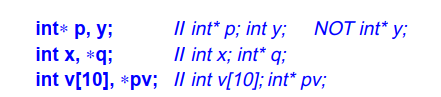 int* p, y; // int* p; int y; NOT int* y;
int x, *q; // int x; int* q;
int v[10], *pv; // int v[10]; int* pv;